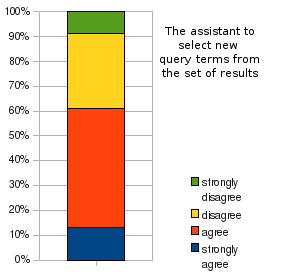 100%
90%
80%
70%
60%
50%
40%
30%
20%
10%
0%
The assistant to
select new
query terms from
the set of results
strongly
disagree
disagree
agree
strongly
agree